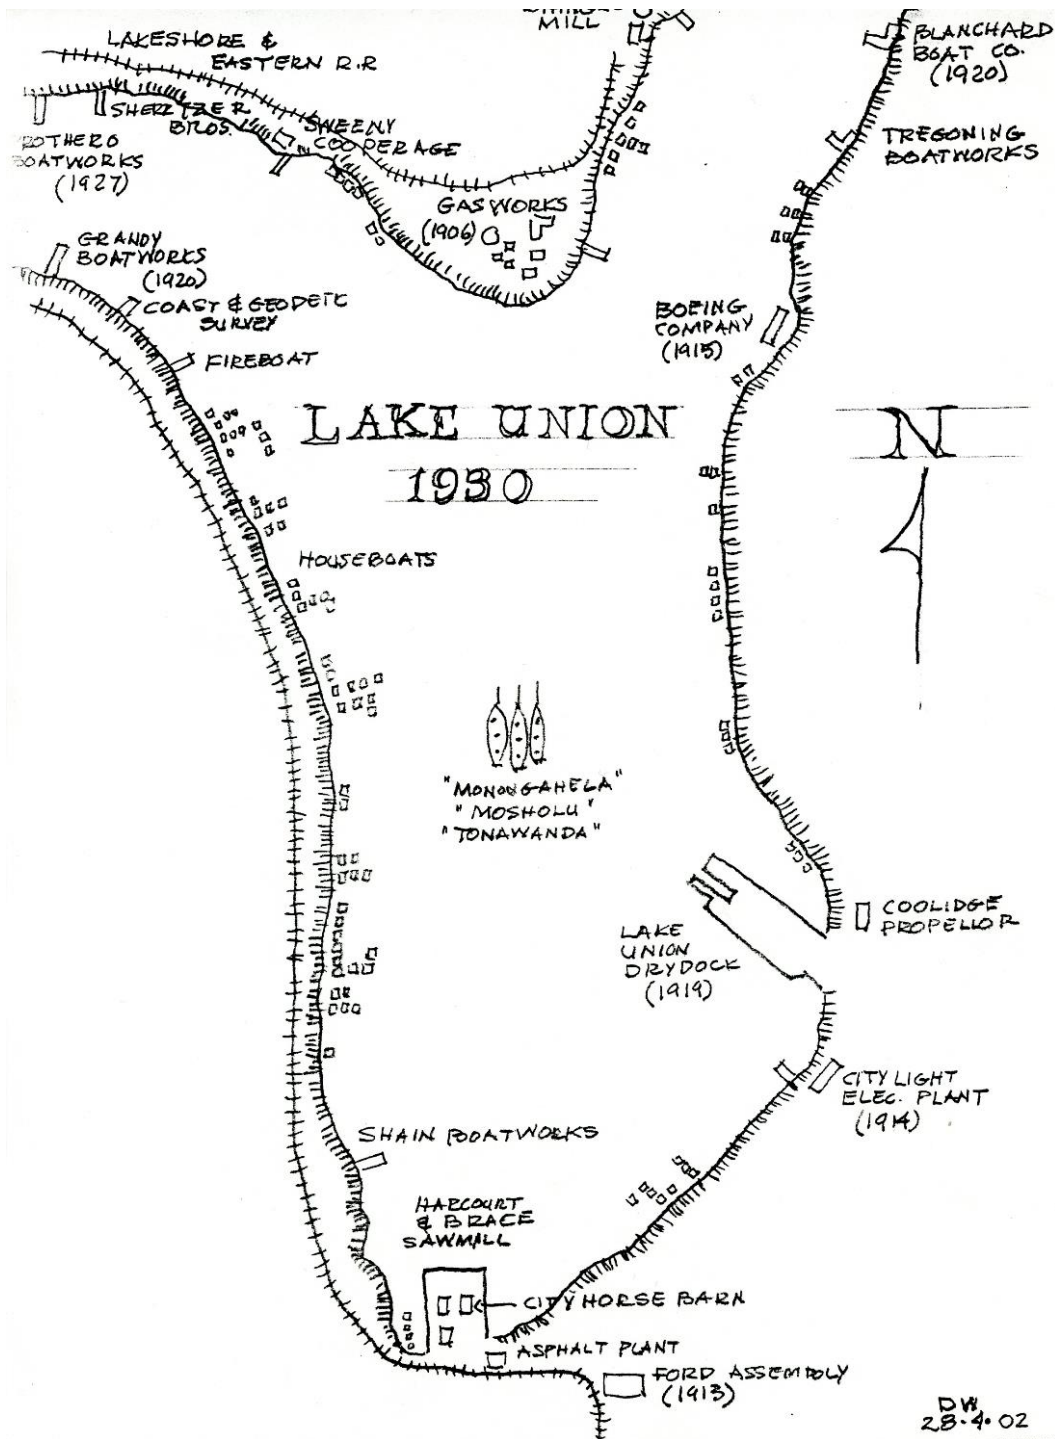 MILL
BLANCHARD
BOAT CO.
(1920)
LAKESHORE &
EASTERN R.R
SHERTZER
BROS.
SWEENY
COOPERAGE
TREGONING
BOATWORKS
BOATWORKS
(1927)
GASWORKS
(1906)
GRANDY
BOATWORKS
(1920)
COAST & GEODETIC
SURVEY
FIREBOAT
BOEING
COMPANY
(1915)
LAKE UNION
1930
N
HOUSEBOATS
"MONONGAHELA"
"MOSHOLU"
"TONAWANDA"
COOLIDGE
PROPELLOR
LAKE
UNION
DRYDOCK
(1919)
CITY LIGHT
ELEC. PLANT
(1914)
SHAIN BOATWORKS
HARCOURT
& BRACE
SAWMILL
CITY HORSE BARN
ASPHALT PLANT
FORD ASSEMBLY
(1913)
DW
28·4·02